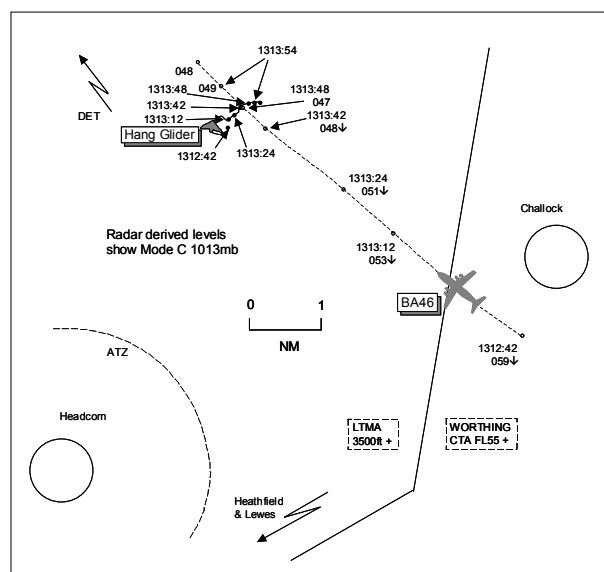 1313:54
048
1313:48
049
1313:48
047
1313:42
1313:42
048↓
1313:12
DET
Hang Glider
1313:24
1312:42
1313:24
051↓
Challock
Radar derived levels
show Mode C 1013mb
1313:12
053↓
0 1
NM
BA46
1312:42
059↓
ATZ
Headcorn
LTMA
3500ft +
WORTHING
CTA FL55 +
Heathfield
& Lewes